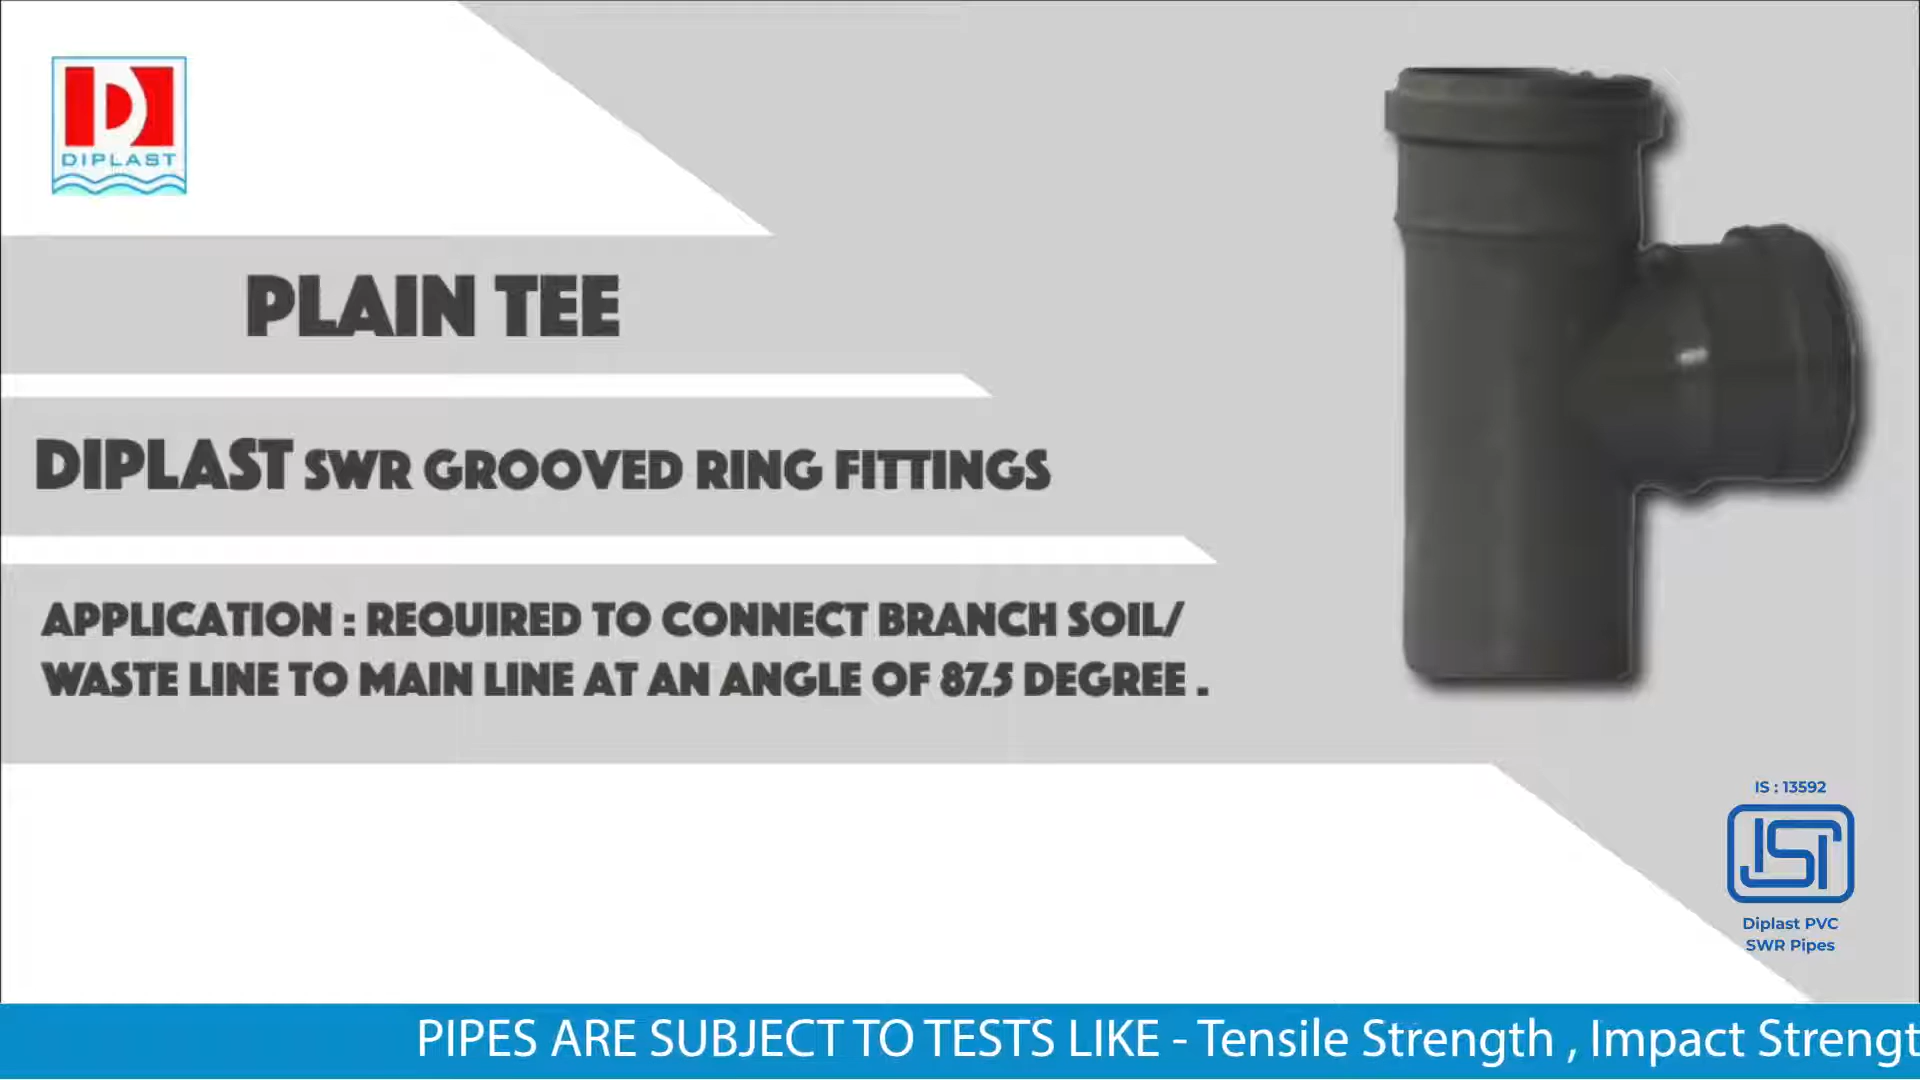 DIPLAST
PLAIN TEE
DIPLAST SWR GROOVED RING FITTINGS
APPLICATION : REQUIRED TO CONNECT BRANCH SOIL/
WASTE LINE TO MAIN LINE AT AN ANGLE OF 87.5 DEGREE .
IS : 13592
ISI
Diplast PVC
SWR Pipes
PIPES ARE SUBJECT TO TESTS LIKE - Tensile Strength , Impact Strengt